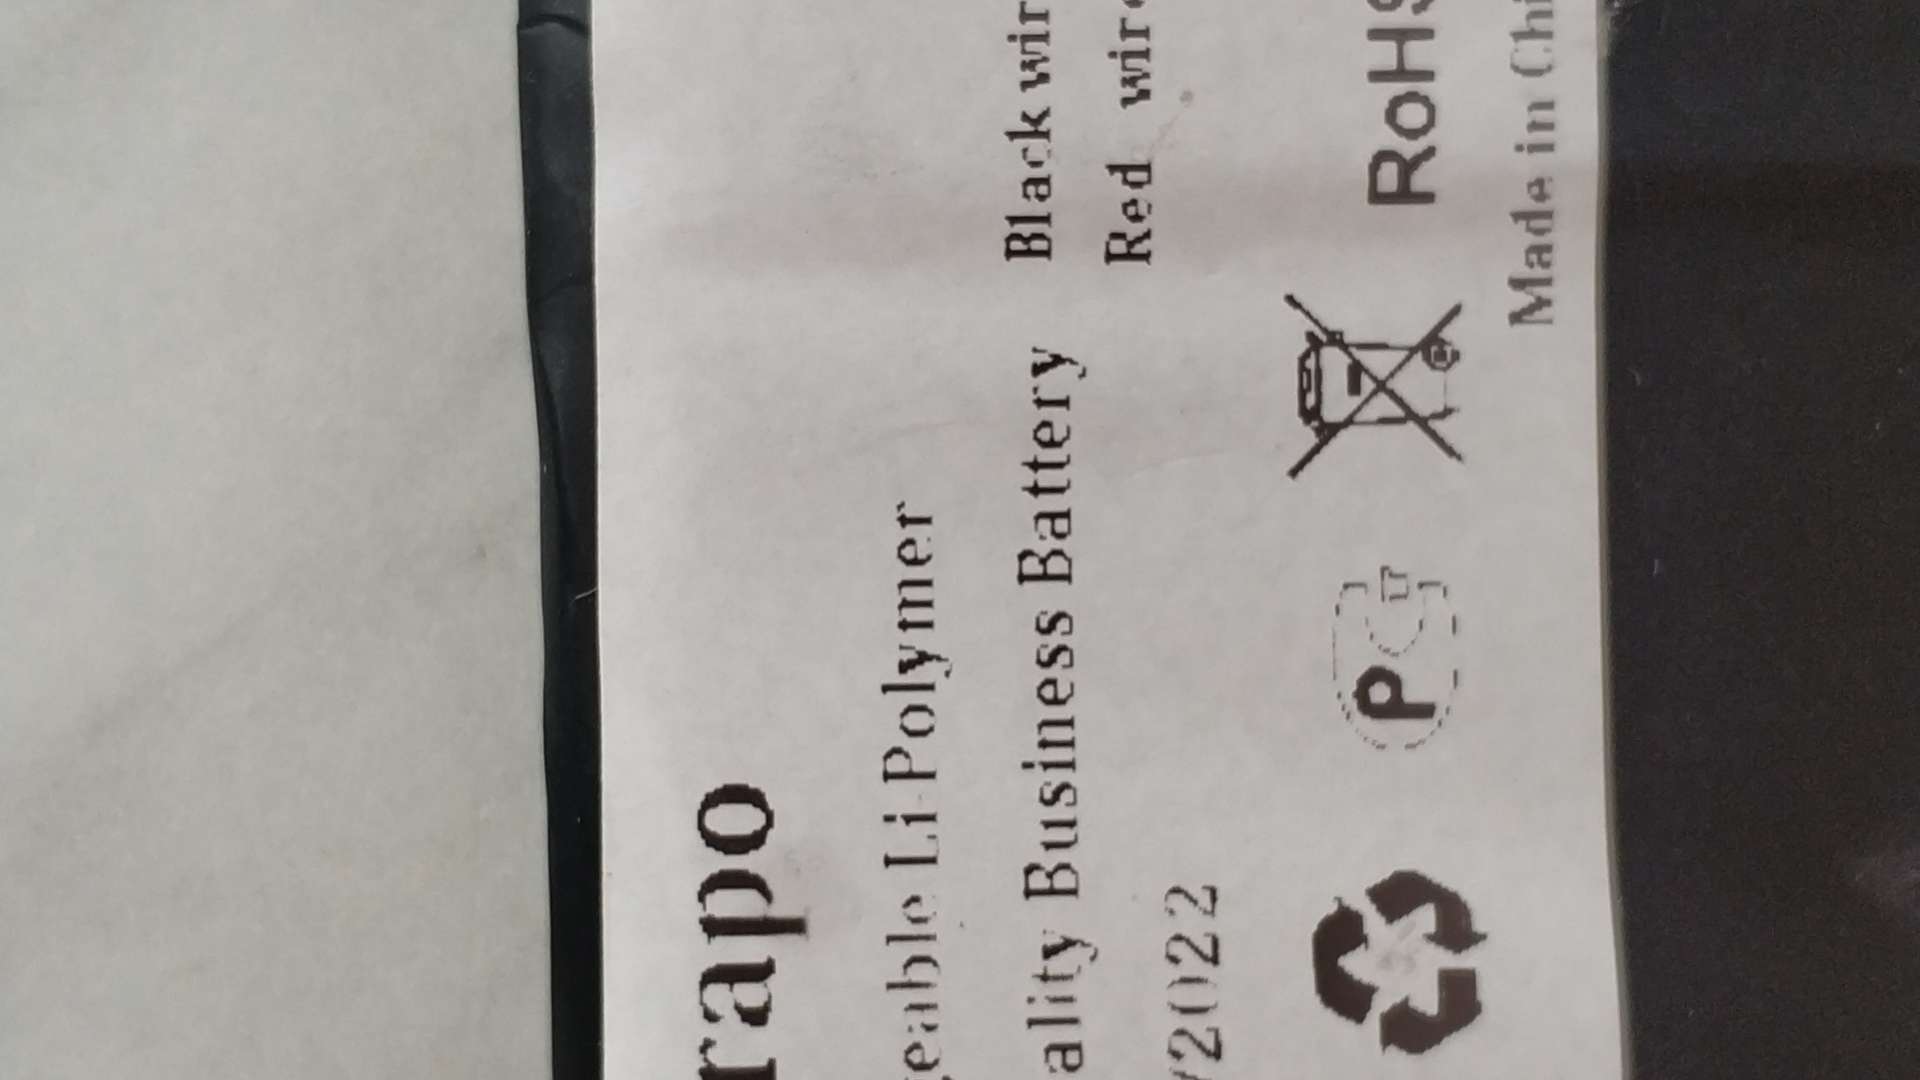 rapo
geable Li-Polymer
ality Business Battery
/2022
Black wir
Red wir
RoHS
Made in Chi